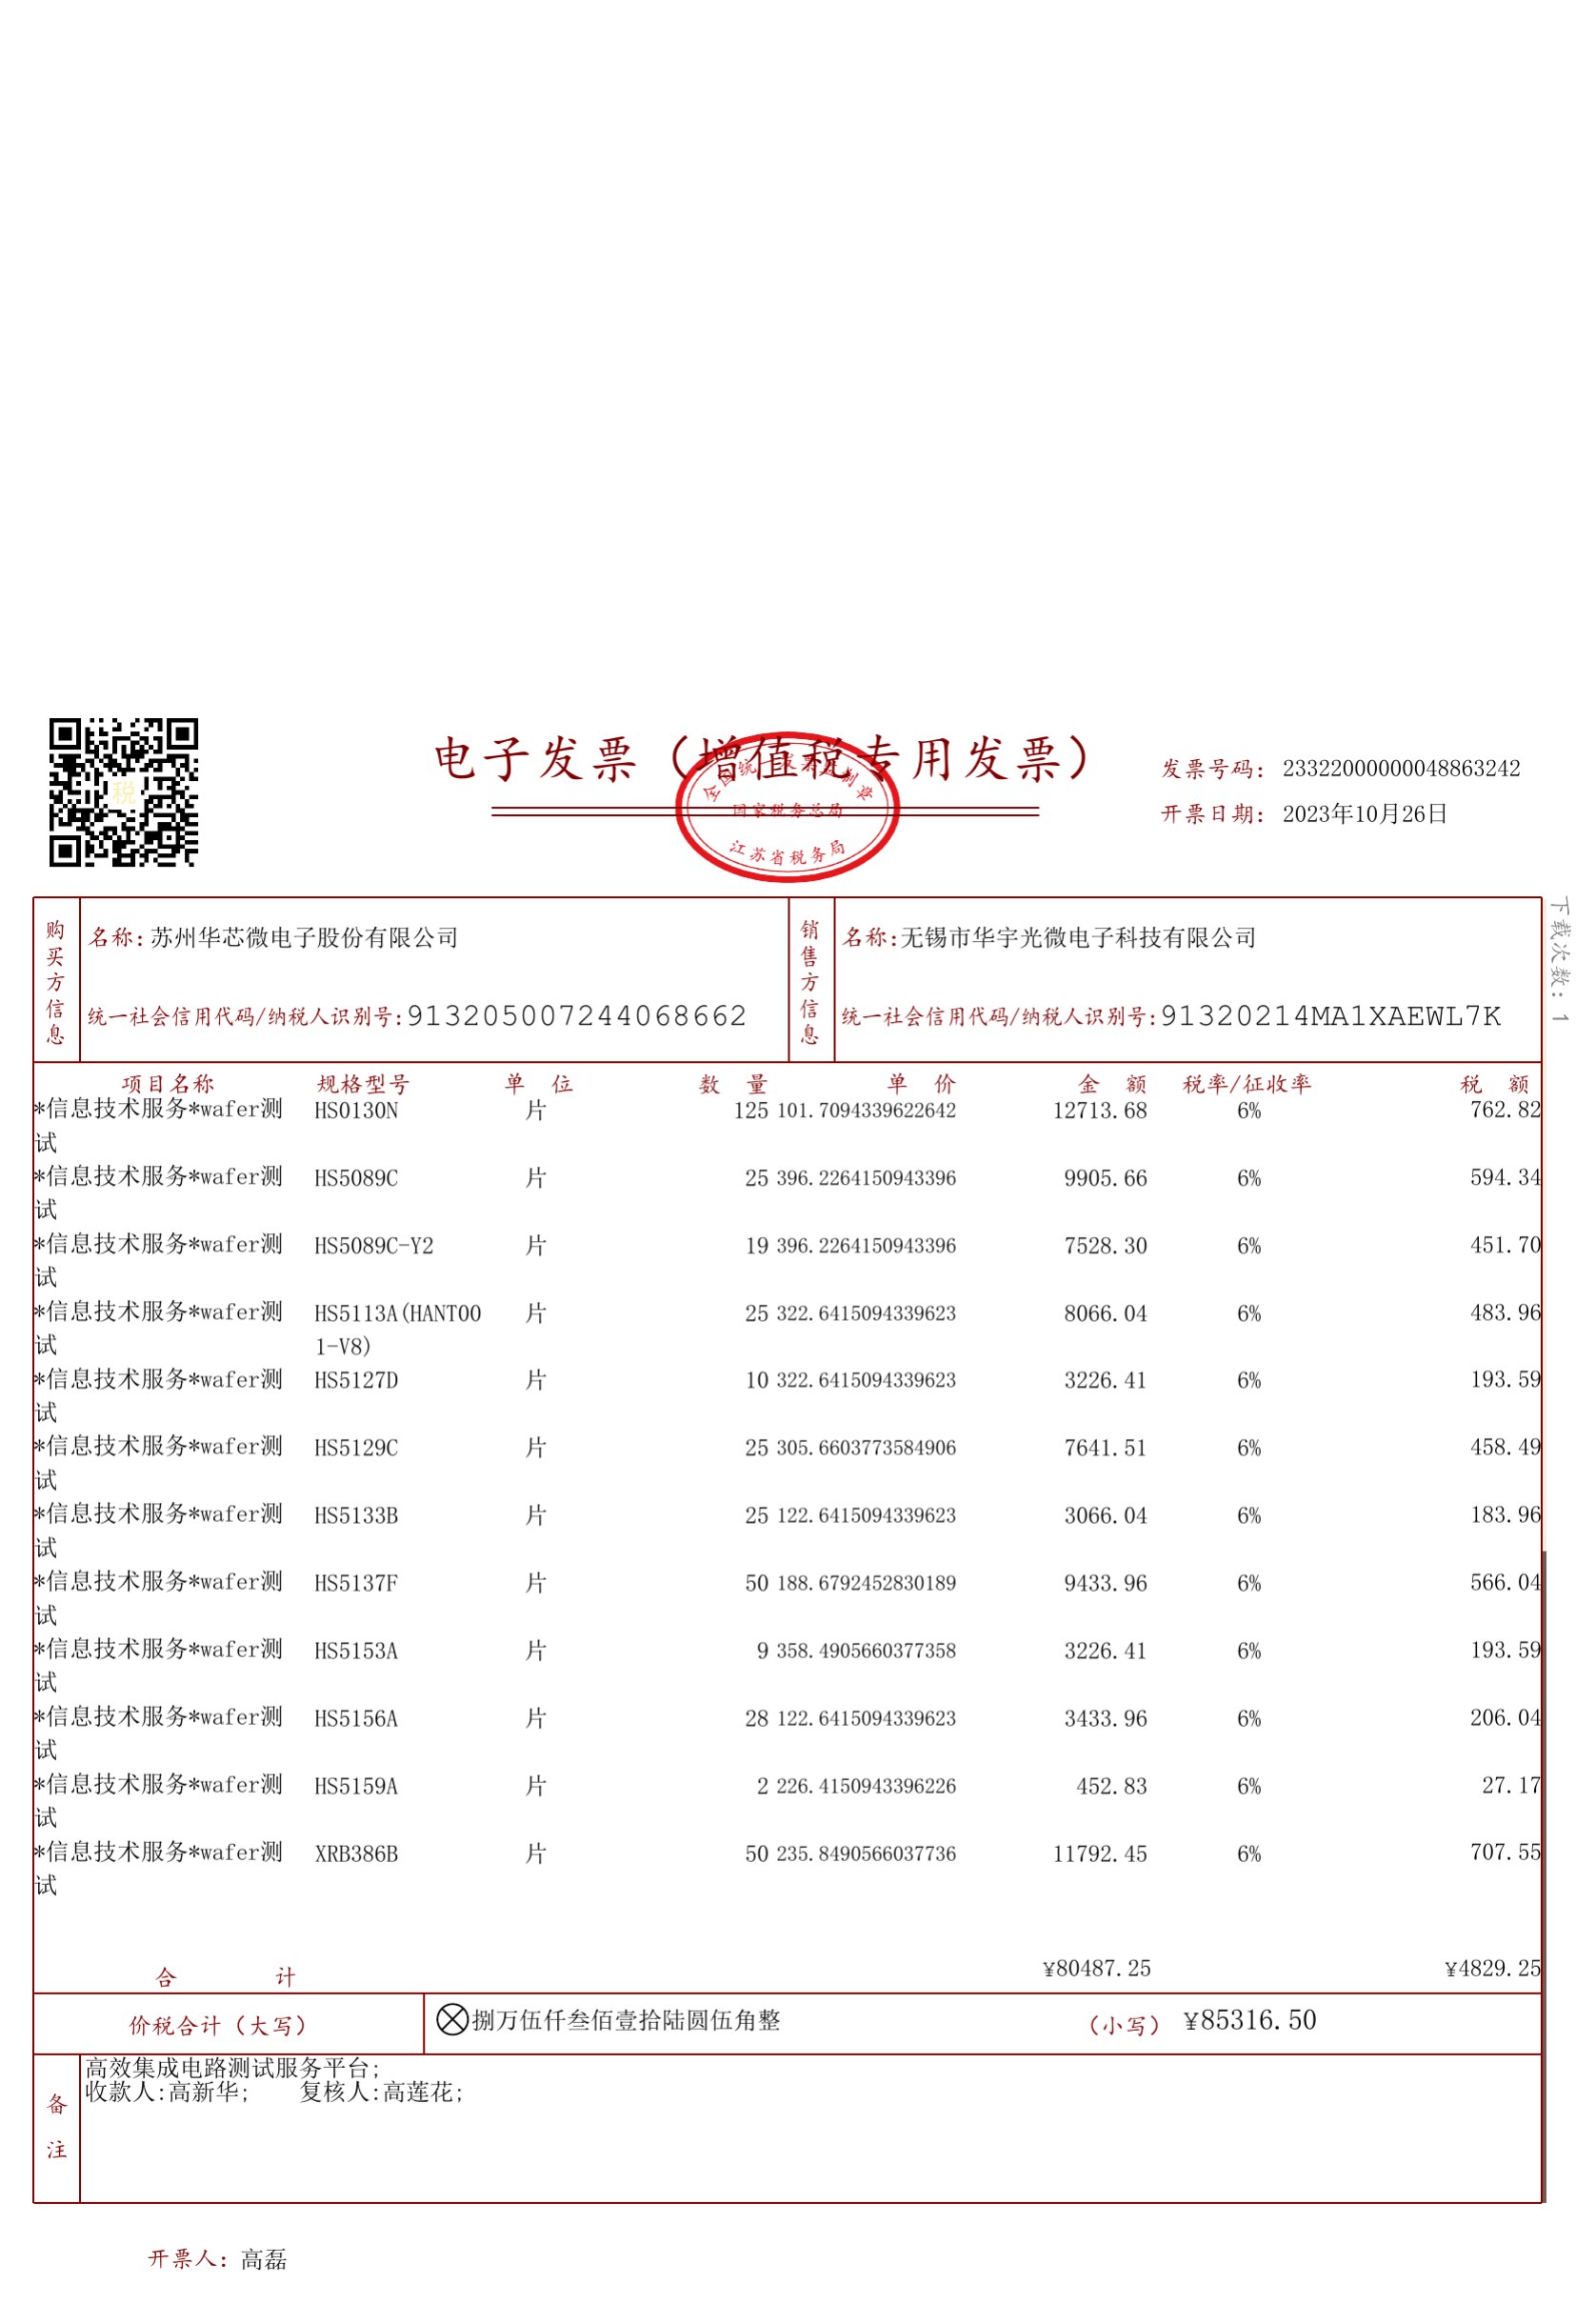 电子发票（增值税专用发票）
全国统一发票监制章
国家税务总局
江苏省税务局
税
发票号码：23322000000048863242
开票日期：2023年10月26日
下载次数：1
购买方信息
名称：苏州华芯微电子股份有限公司
统一社会信用代码/纳税人识别号：913205007244068662
销售方信息
名称：无锡市华宇光微电子科技有限公司
统一社会信用代码/纳税人识别号：91320214MA1XAEWL7K
项目名称 规格型号 单 位 数 量 单 价 金 额 税率/征收率 税 额
*信息技术服务*wafer测 HS0130N 片 125 101.7094339622642 12713.68 6% 762.82
试
*信息技术服务*wafer测 HS5089C 片 25 396.2264150943396 9905.66 6% 594.34
试
*信息技术服务*wafer测 HS5089C-Y2 片 19 396.2264150943396 7528.30 6% 451.70
试
*信息技术服务*wafer测 HS5113A(HANT00 片 25 322.6415094339623 8066.04 6% 483.96
试 1-V8)
*信息技术服务*wafer测 HS5127D 片 10 322.6415094339623 3226.41 6% 193.59
试
*信息技术服务*wafer测 HS5129C 片 25 305.6603773584906 7641.51 6% 458.49
试
*信息技术服务*wafer测 HS5133B 片 25 122.6415094339623 3066.04 6% 183.96
试
*信息技术服务*wafer测 HS5137F 片 50 188.6792452830189 9433.96 6% 566.04
试
*信息技术服务*wafer测 HS5153A 片 9 358.4905660377358 3226.41 6% 193.59
试
*信息技术服务*wafer测 HS5156A 片 28 122.6415094339623 3433.96 6% 206.04
试
*信息技术服务*wafer测 HS5159A 片 2 226.4150943396226 452.83 6% 27.17
试
*信息技术服务*wafer测 XRB386B 片 50 235.8490566037736 11792.45 6% 707.55
试
合 计 ¥80487.25 ¥4829.25
价税合计（大写） 捌万伍仟叁佰壹拾陆圆伍角整 （小写） ¥85316.50
备注
高效集成电路测试服务平台;
收款人:高新华; 复核人:高莲花;
开票人：高磊